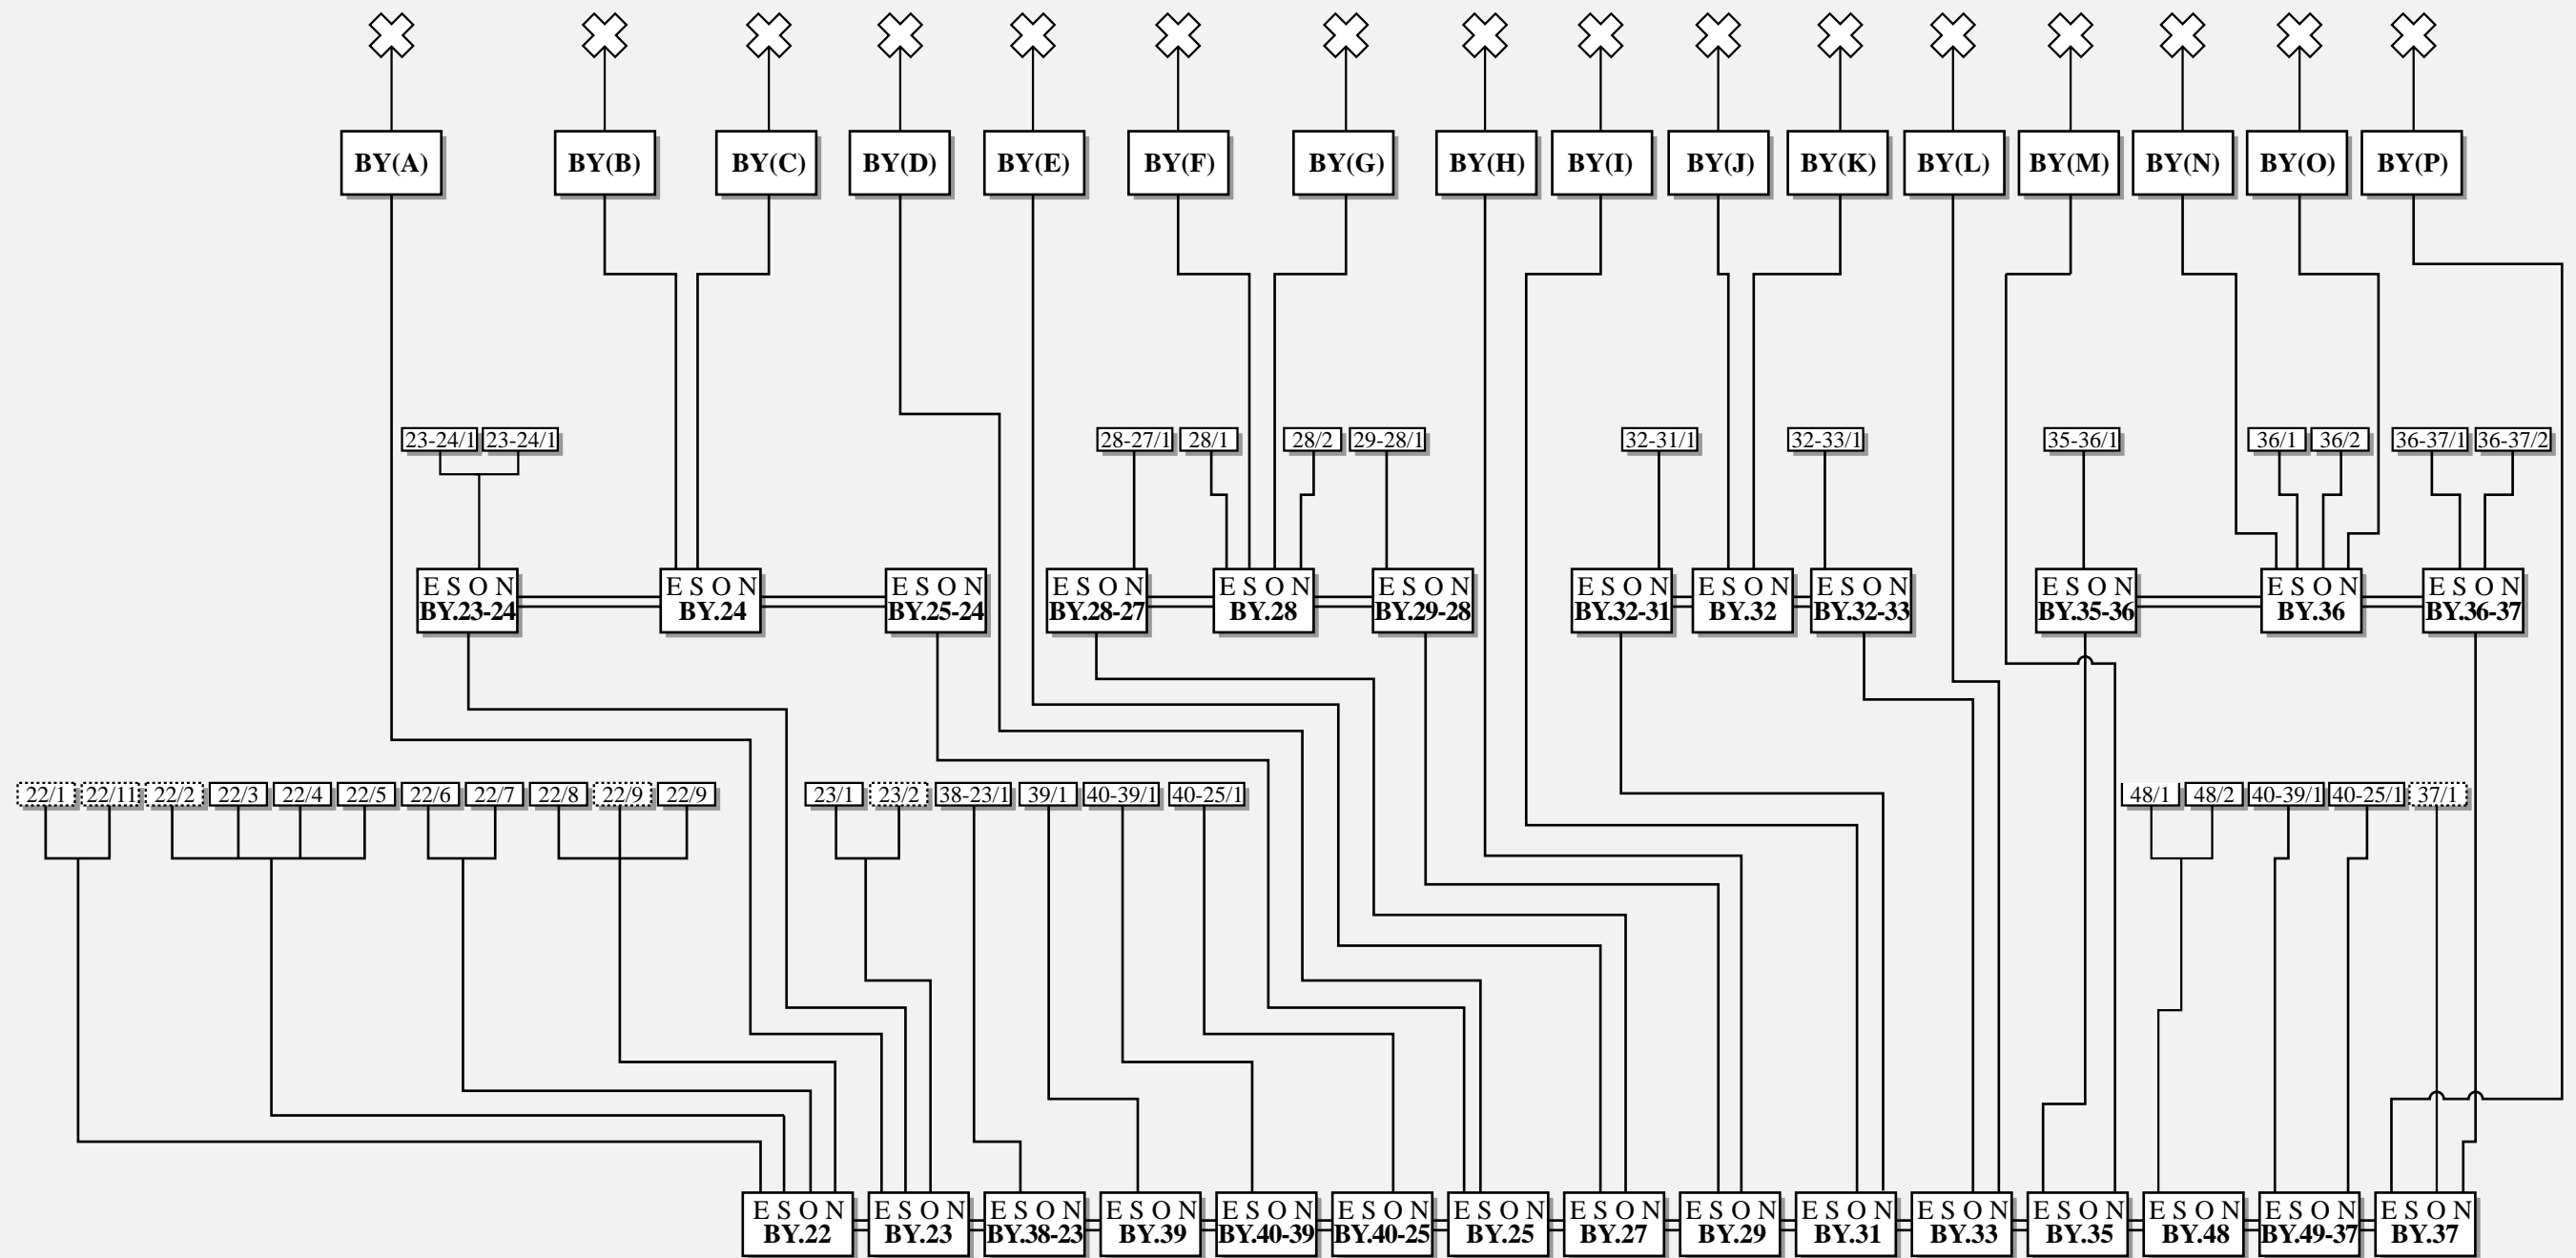 BY(A) BY(B) BY(C) BY(D) BY(E) BY(F) BY(G) BY(H) BY(I) BY(J) BY(K) BY(L) BY(M) BY(N) BY(O) BY(P)
23-24/1 23-24/1 28-27/1 28/1 28/2 29-28/1 32-31/1 32-33/1 35-36/1 36/1 36/2 36-37/1 36-37/2
E S O N E S O N E S O N E S O N E S O N E S O N E S O N E S O N E S O N E S O N E S O N E S O N
BY.23-24 BY.24 BY.25-24 BY.28-27 BY.28 BY.29-28 BY.32-31 BY.32 BY.32-33 BY.35-36 BY.36 BY.36-37
22/1 22/11 22/2 22/3 22/4 22/5 22/6 22/7 22/8 22/9 22/9 23/1 23/2 38-23/1 39/1 40-39/1 40-25/1 48/1 48/2 40-39/1 40-25/1 37/1
E S O N E S O N E S O N E S O N E S O N E S O N E S O N E S O N E S O N E S O N E S O N E S O N E S O N E S O N E S O N
BY.22 BY.23 BY.38-23 BY.39 BY.40-39 BY.40-25 BY.25 BY.27 BY.29 BY.31 BY.33 BY.35 BY.48 BY.49-37 BY.37